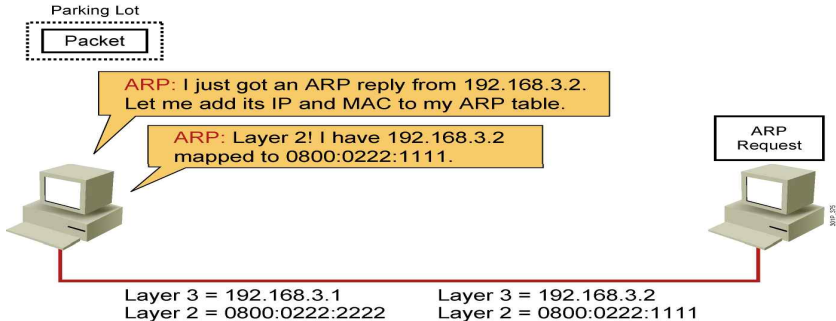 Parking Lot
Packet
ARP: I just got an ARP reply from 192.168.3.2.
Let me add its IP and MAC to my ARP table.
ARP: Layer 2! I have 192.168.3.2
mapped to 0800:0222:1111.
ARP
Request
Layer 3 = 192.168.3.1
Layer 2 = 0800:0222:2222
Layer 3 = 192.168.3.2
Layer 2 = 0800:0222:1111